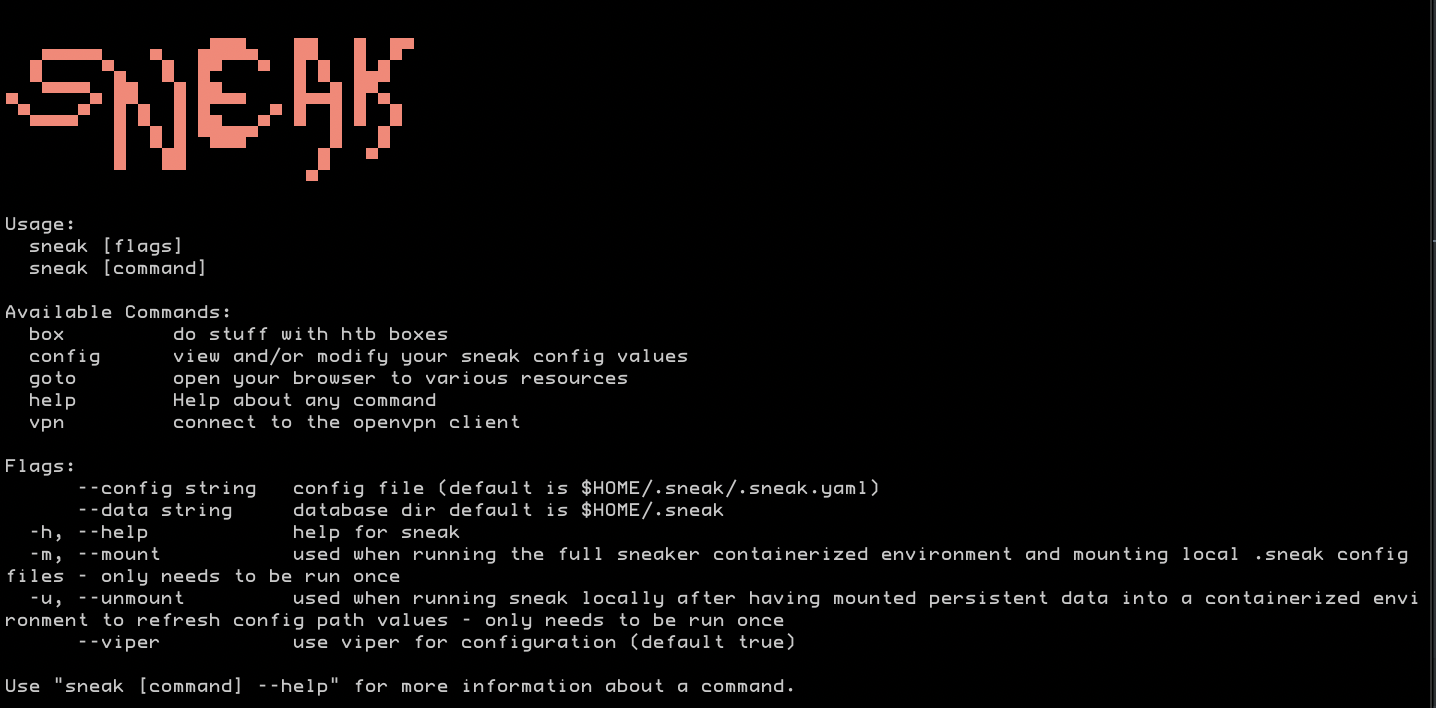 SNEAK
Usage:
  sneak [flags]
  sneak [command]
Available Commands:
  box         do stuff with htb boxes
  config      view and/or modify your sneak config values
  goto        open your browser to various resources
  help        Help about any command
  vpn         connect to the openvpn client
Flags:
      --config string   config file (default is $HOME/.sneak/.sneak.yaml)
      --data string     database dir default is $HOME/.sneak
  -h, --help            help for sneak
  -m, --mount           used when running the full sneaker containerized environment and mounting local .sneak config
files - only needs to be run once
  -u, --unmount         used when running sneak locally after having mounted persistent data into a containerized envi
ronment to refresh config path values - only needs to be run once
      --viper           use viper for configuration (default true)
Use "sneak [command] --help" for more information about a command.